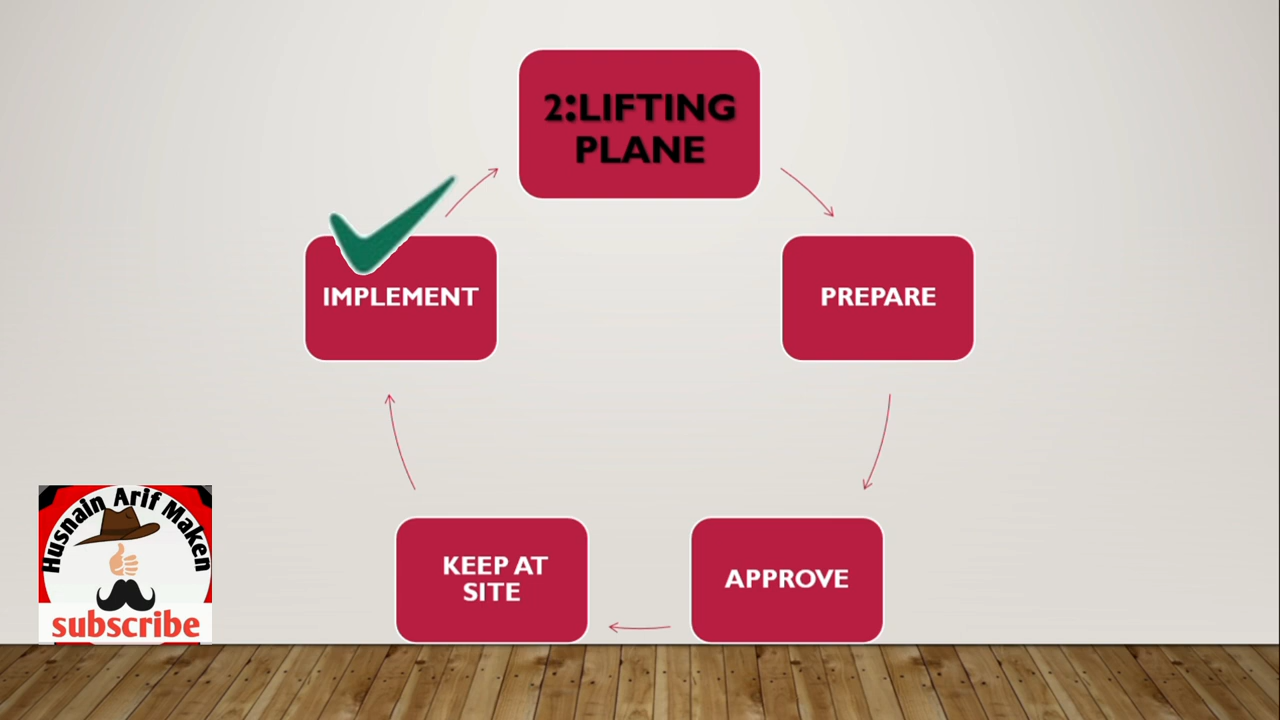 2:LIFTING
PLANE
IMPLEMENT
PREPARE
KEEP AT
SITE
APPROVE
Husnain Arif Maken
subscribe